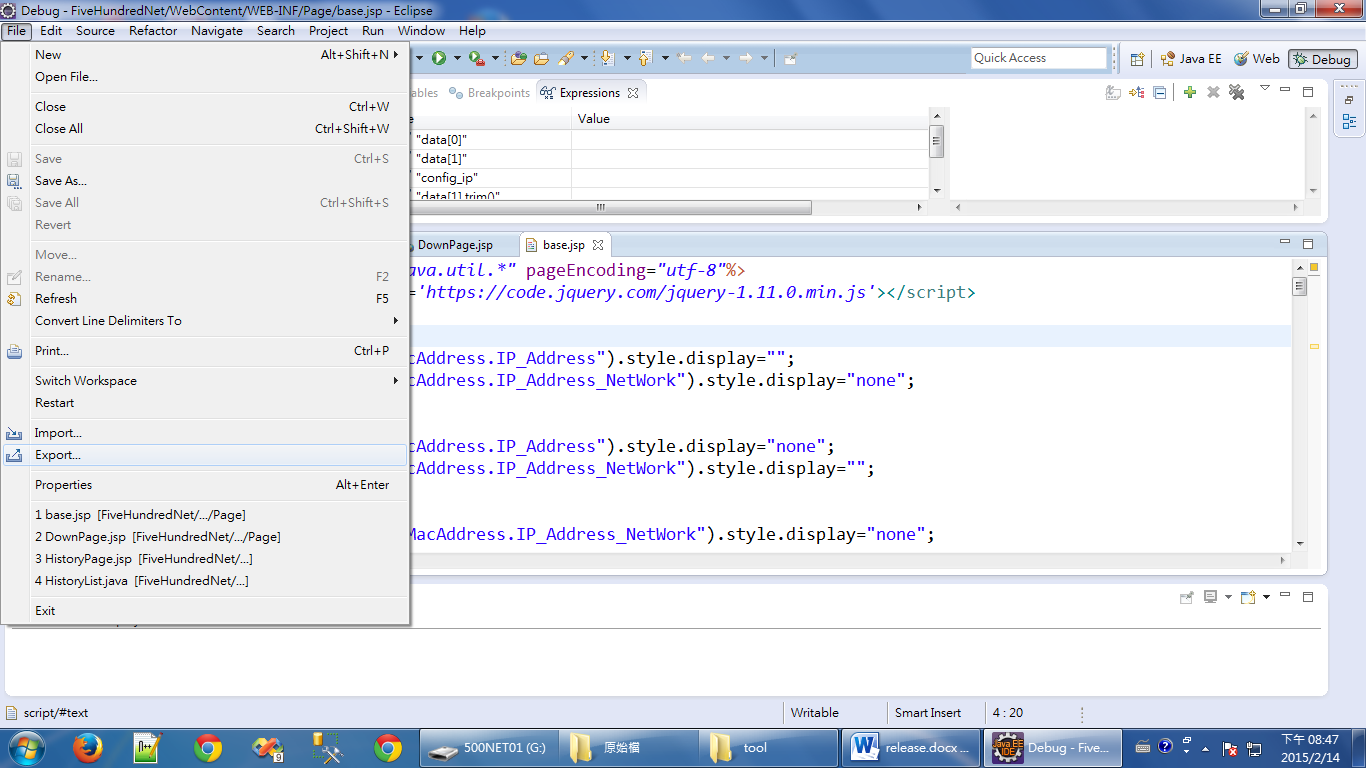 Debug - FiveHundredNet/WebContent/WEB-INF/Page/base.jsp - Eclipse
File Edit Source Refactor Navigate Search Project Run Window Help
Quick Access Java EE Web Debug
New Alt+Shift+N
Open File...
Close Ctrl+W
Close All Ctrl+Shift+W
Save Ctrl+S
Save As...
Save All Ctrl+Shift+S
Revert
Move...
Rename... F2
Refresh F5
Convert Line Delimiters To
Print... Ctrl+P
Switch Workspace
Restart
Import...
Export...
Properties Alt+Enter
1 base.jsp [FiveHundredNet/.../Page]
2 DownPage.jsp [FiveHundredNet/.../Page]
3 HistoryPage.jsp [FiveHundredNet/...]
4 HistoryList.java [FiveHundredNet/...]
Exit
ables Breakpoints Expressions
e Value
"data[0]"
"data[1]"
"config_ip"
"data[1].trim()"
DownPage.jsp base.jsp
ava.util.*" pageEncoding="utf-8"%>
='https://code.jquery.com/jquery-1.11.0.min.js'></script>
cAddress.IP_Address").style.display="";
cAddress.IP_Address_NetWork").style.display="none";
cAddress.IP_Address").style.display="none";
cAddress.IP_Address_NetWork").style.display="";
MacAddress.IP_Address_NetWork").style.display="none";
script/#text Writable Smart Insert 4 : 20
500NET01 (G:) 原始檔 tool release.docx ... Debug - Five... 下午 08:47
2015/2/14